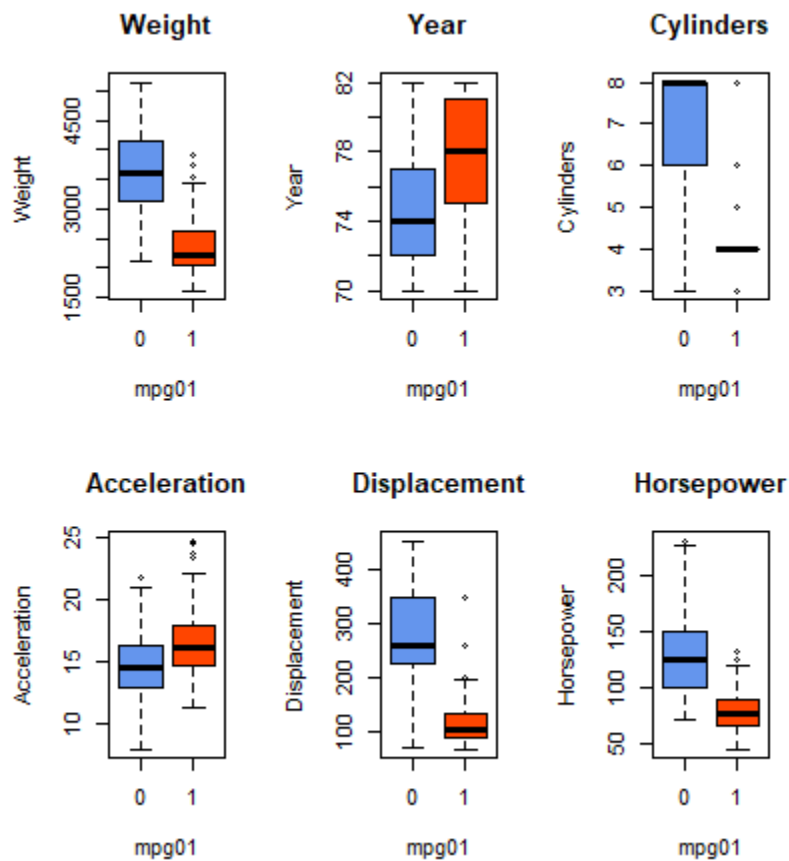 Weight
Weight
1500
3000
4500
0 1
mpg01
Year
Year
70
74
78
82
0 1
mpg01
Cylinders
Cylinders
3
4
5
6
7
8
0 1
mpg01
Acceleration
Acceleration
10
15
20
25
0 1
mpg01
Displacement
Displacement
100
200
300
400
0 1
mpg01
Horsepower
Horsepower
50
100
150
200
0 1
mpg01